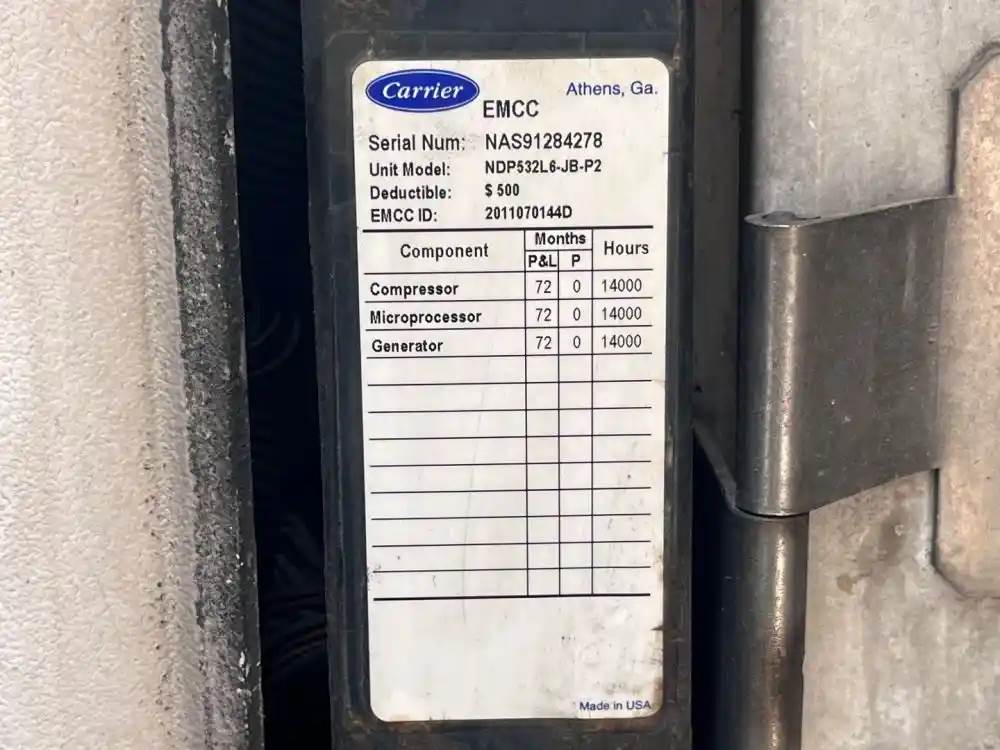 Carrier
Athens, Ga.
EMCC
Serial Num: NAS91284278
Unit Model: NDP532L6-JB-P2
Deductible: $ 500
EMCC ID: 2011070144D
Component Months Hours
P&L P
Compressor 72 0 14000
Microprocessor 72 0 14000
Generator 72 0 14000
Made in USA